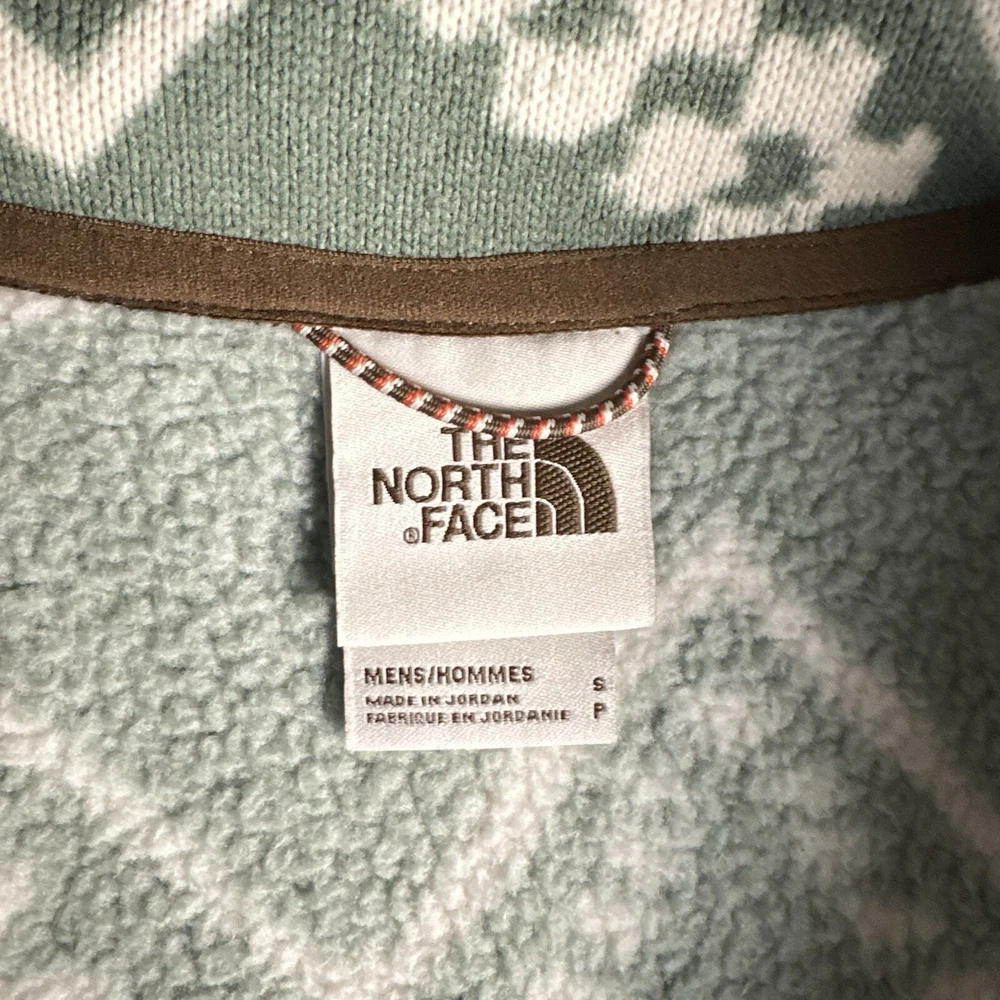 THE
NORTH
®FACE
MENS/HOMMES
MADE IN JORDAN
FABRIQUE EN JORDANIE
S
P